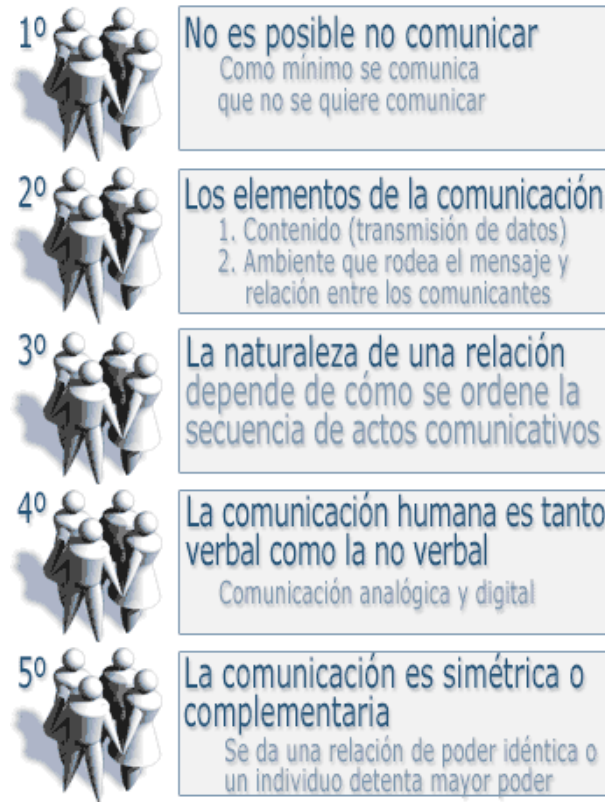 1º
No es posible no comunicar
Como mínimo se comunica
que no se quiere comunicar
2º
Los elementos de la comunicación
1. Contenido (transmisión de datos)
2. Ambiente que rodea el mensaje y
relación entre los comunicantes
3º
La naturaleza de una relación
depende de cómo se ordene la
secuencia de actos comunicativos
4º
La comunicación humana es tanto
verbal como la no verbal
Comunicación analógica y digital
5º
La comunicación es simétrica o
complementaria
Se da una relación de poder idéntica o
un individuo detenta mayor poder